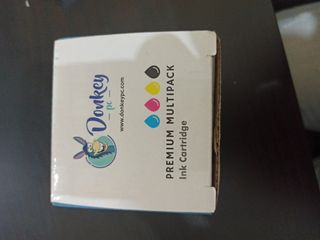 Donkey
pc
www.donkeypc.com
PREMIUM MULTIPACK
Ink Cartridge